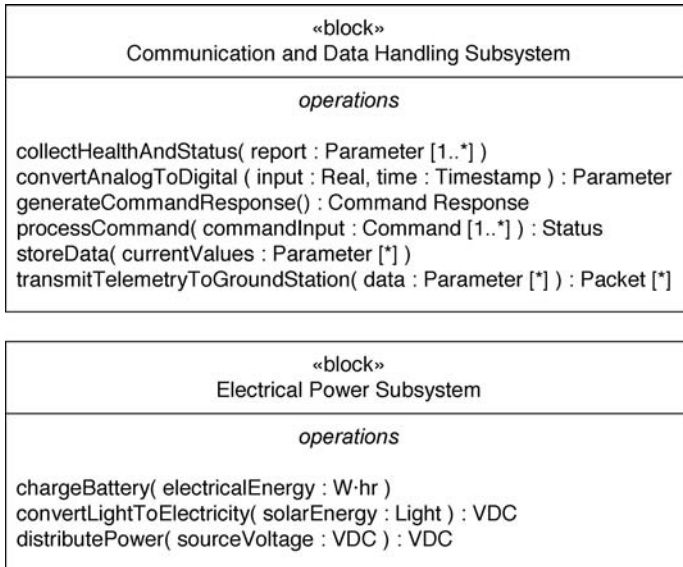 «block»
Communication and Data Handling Subsystem
operations
collectHealthAndStatus( report : Parameter [1..*] )
convertAnalogToDigital ( input : Real, time : Timestamp ) : Parameter
generateCommandResponse() : Command Response
processCommand( commandInput : Command [1..*] ) : Status
storeData( currentValues : Parameter [*] )
transmitTelemetryToGroundStation( data : Parameter [*] ) : Packet [*]
«block»
Electrical Power Subsystem
operations
chargeBattery( electricalEnergy : W·hr )
convertLightToElectricity( solarEnergy : Light ) : VDC
distributePower( sourceVoltage : VDC ) : VDC